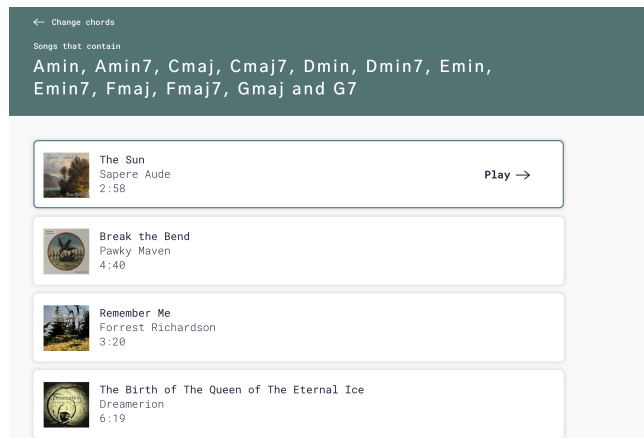 ← Change chords
Songs that contain
Amin, Amin7, Cmaj, Cmaj7, Dmin, Dmin7, Emin,
Emin7, Fmaj, Fmaj7, Gmaj and G7
The Sun
Sapere Aude
2:58
Play →
Break the Bend
Pawky Maven
4:40
Remember Me
Forrest Richardson
3:20
The Birth of The Queen of The Eternal Ice
Dreamerion
6:19